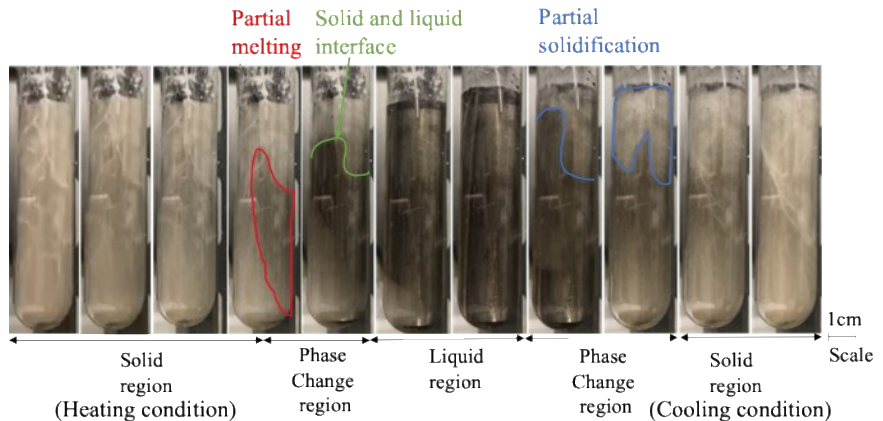 Partial
melting
Solid and liquid
interface
Partial
solidification
1cm
Scale
Solid
region
(Heating condition)
Phase
Change
region
Liquid
region
Phase
Change
region
Solid
region
(Cooling condition)